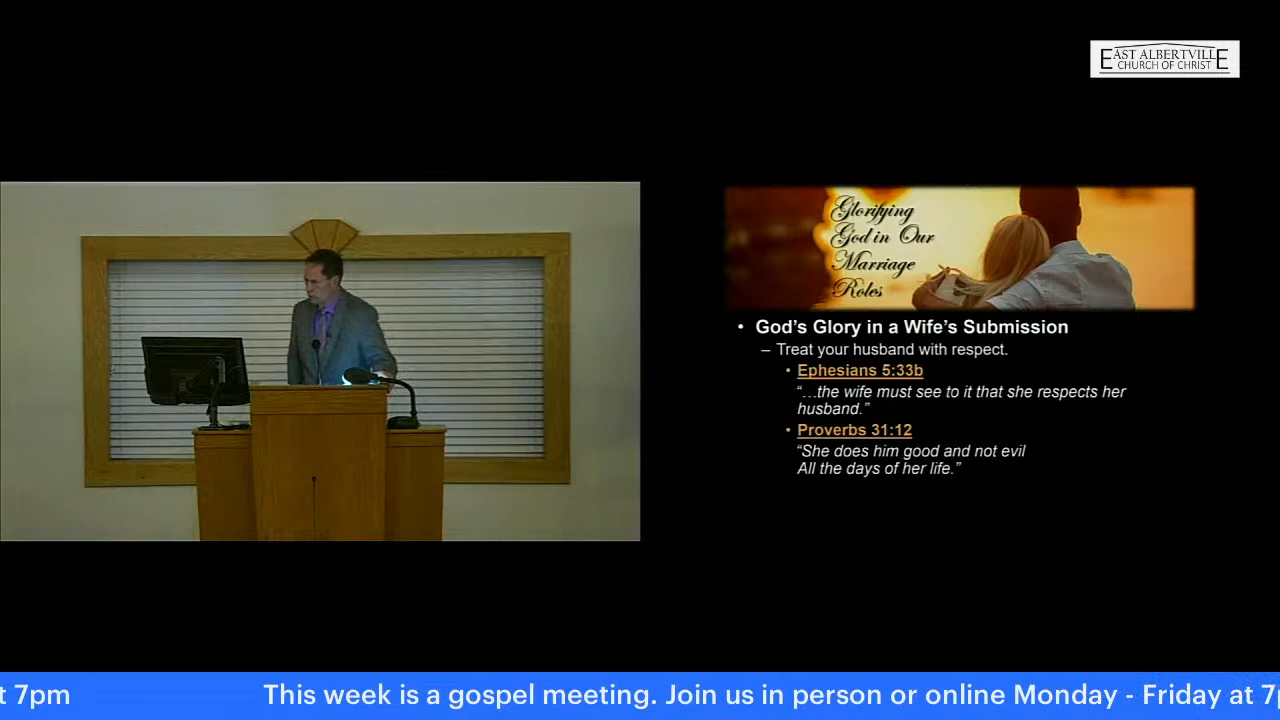 EAST ALBERTVILLE
CHURCH OF CHRIST
Glorifying
God in Our
Marriage
Roles
• God's Glory in a Wife's Submission
– Treat your husband with respect.
• Ephesians 5:33b
“…the wife must see to it that she respects her
husband.”
• Proverbs 31:12
“She does him good and not evil
All the days of her life.”
t 7pm This week is a gospel meeting. Join us in person or online Monday - Friday at 7p